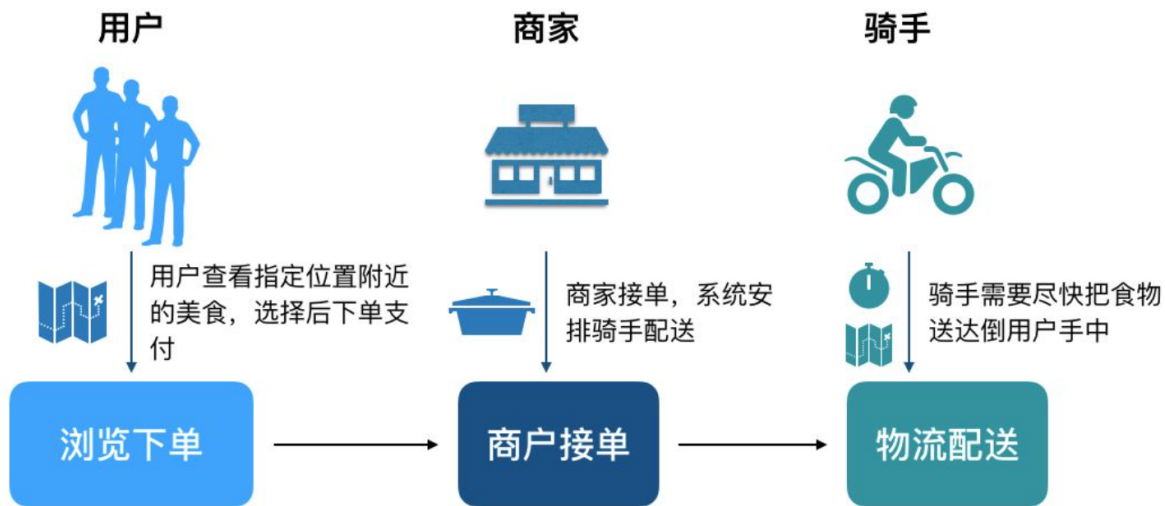 用户
商家
骑手
用户查看指定位置附近
的美食，选择后下单支
付
商家接单，系统安
排骑手配送
骑手需要尽快把食物
送达倒用户手中
浏览下单
商户接单
物流配送